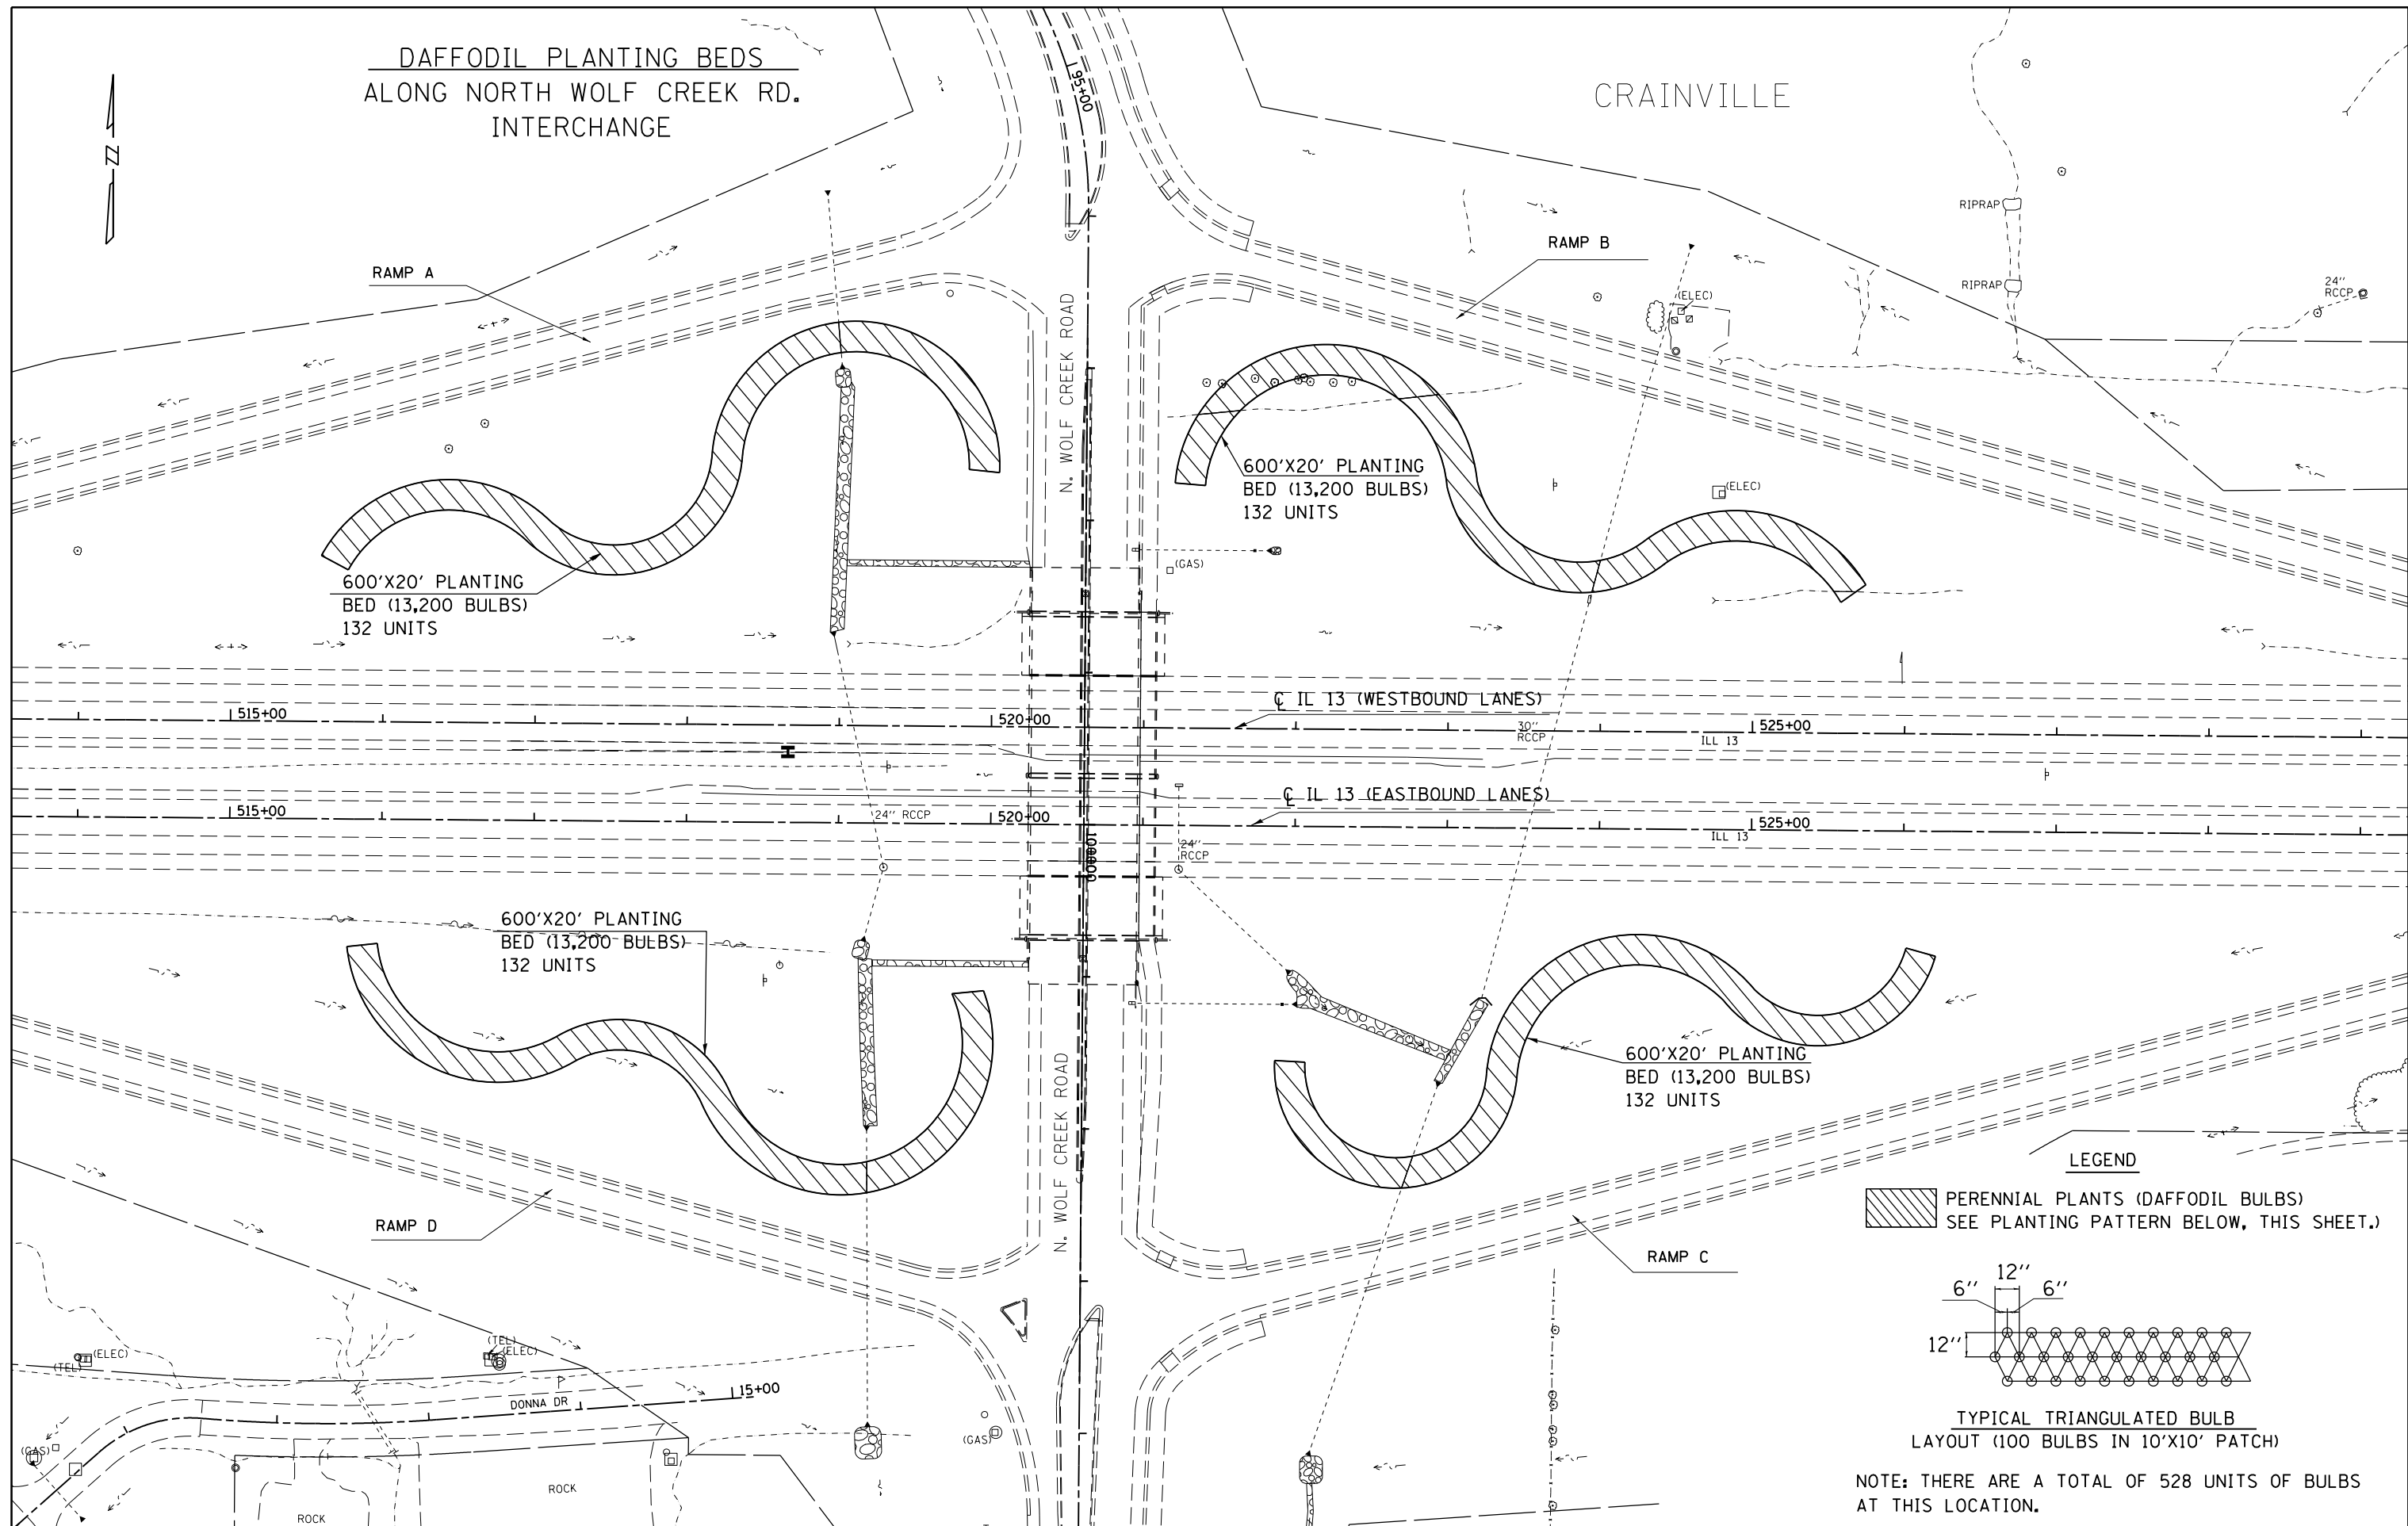 DAFFODIL PLANTING BEDS
ALONG NORTH WOLF CREEK RD.
INTERCHANGE
N
95+00
CRAINVILLE
RIPRAP
RIPRAP
24"
RCCP
RAMP A
RAMP B
(ELEC)
(ELEC)
N. WOLF CREEK ROAD
600'X20' PLANTING
BED (13,200 BULBS)
132 UNITS
600'X20' PLANTING
BED (13,200 BULBS)
132 UNITS
(GAS)
℄ IL 13 (WESTBOUND LANES)
515+00
520+00
30"
RCCP
525+00
ILL 13
℄ IL 13 (EASTBOUND LANES)
515+00
24" RCCP
520+00
525+00
ILL 13
100+00
24"
RCCP
600'X20' PLANTING
BED (13,200 BULBS)
132 UNITS
600'X20' PLANTING
BED (13,200 BULBS)
132 UNITS
N. WOLF CREEK ROAD
RAMP D
RAMP C
LEGEND
PERENNIAL PLANTS (DAFFODIL BULBS)
SEE PLANTING PATTERN BELOW, THIS SHEET.)
12"
6" 6"
12"
TYPICAL TRIANGULATED BULB
LAYOUT (100 BULBS IN 10'X10' PATCH)
NOTE: THERE ARE A TOTAL OF 528 UNITS OF BULBS
AT THIS LOCATION.
(TEL)
(ELEC)
(TEL)
(ELEC)
15+00
DONNA DR
(GAS)
(GAS)
ROCK
ROCK